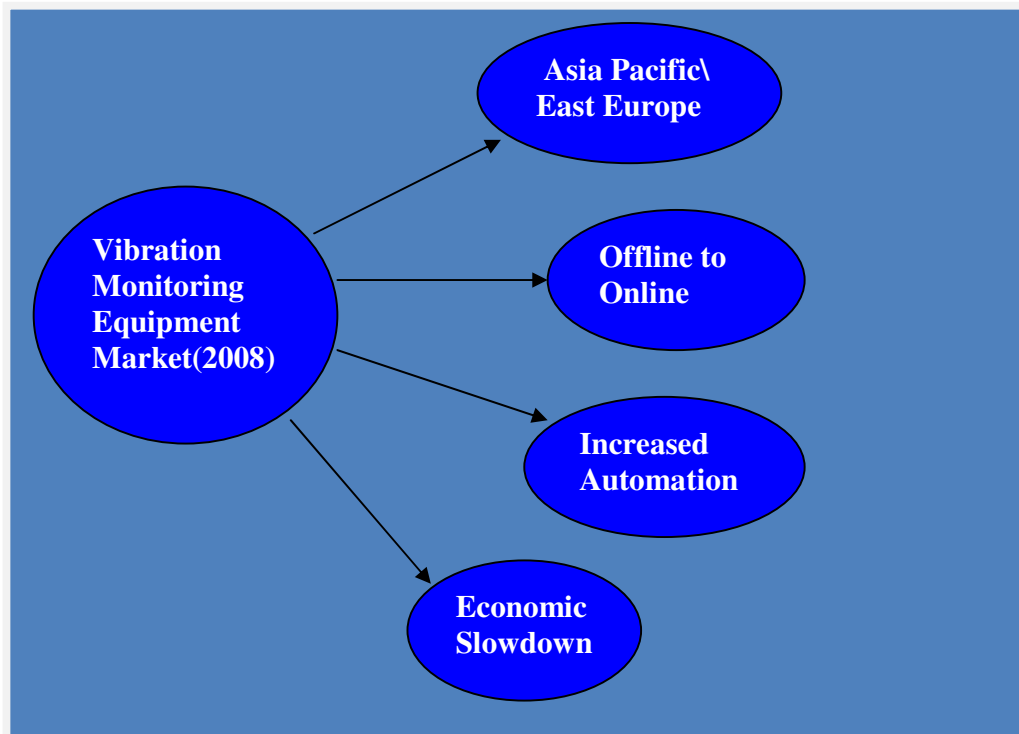 Asia Pacific\
East Europe
Vibration
Monitoring
Equipment
Market(2008)
Offline to
Online
Increased
Automation
Economic
Slowdown